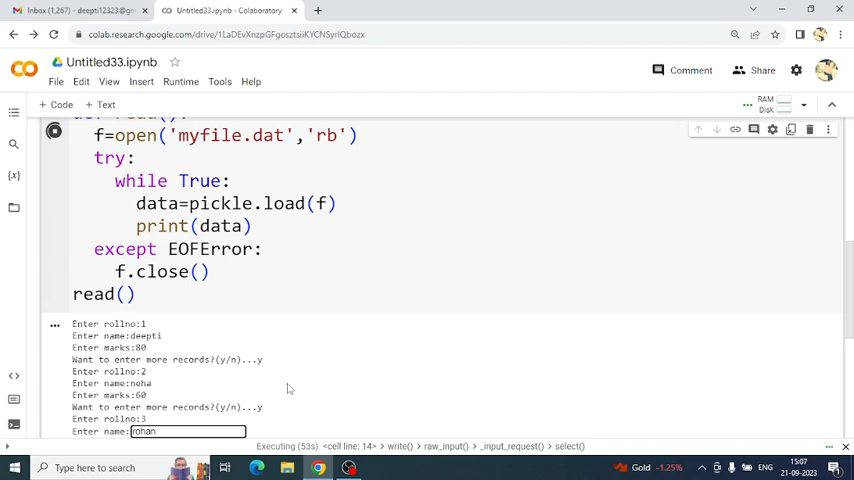 Inbox (1,267) - deepti12323@gm
Untitled33.ipynb - Colaboratory
colab.research.google.com/drive/1LaDEvXnzpGFgosztsiiKYCNSyrlQbozx
CO
Untitled33.ipynb
File Edit View Insert Runtime Tools Help
Comment
Share
+ Code + Text
RAM
Disk
def read():
f=open('myfile.dat','rb')
try:
while True:
data=pickle.load(f)
print(data)
except EOFError:
f.close()
read()
Enter rollno:1
Enter name:deepti
Enter marks:80
Want to enter more records?(y/n)...y
Enter rollno:2
Enter name:neha
Enter marks:60
Want to enter more records?(y/n)...y
Enter rollno:3
Enter name:rohan
Executing (53s) <cell line: 14> > write() > raw_input() > _input_request() > select()
Type here to search
Gold -1.25%
ENG
15:07
21-09-2023